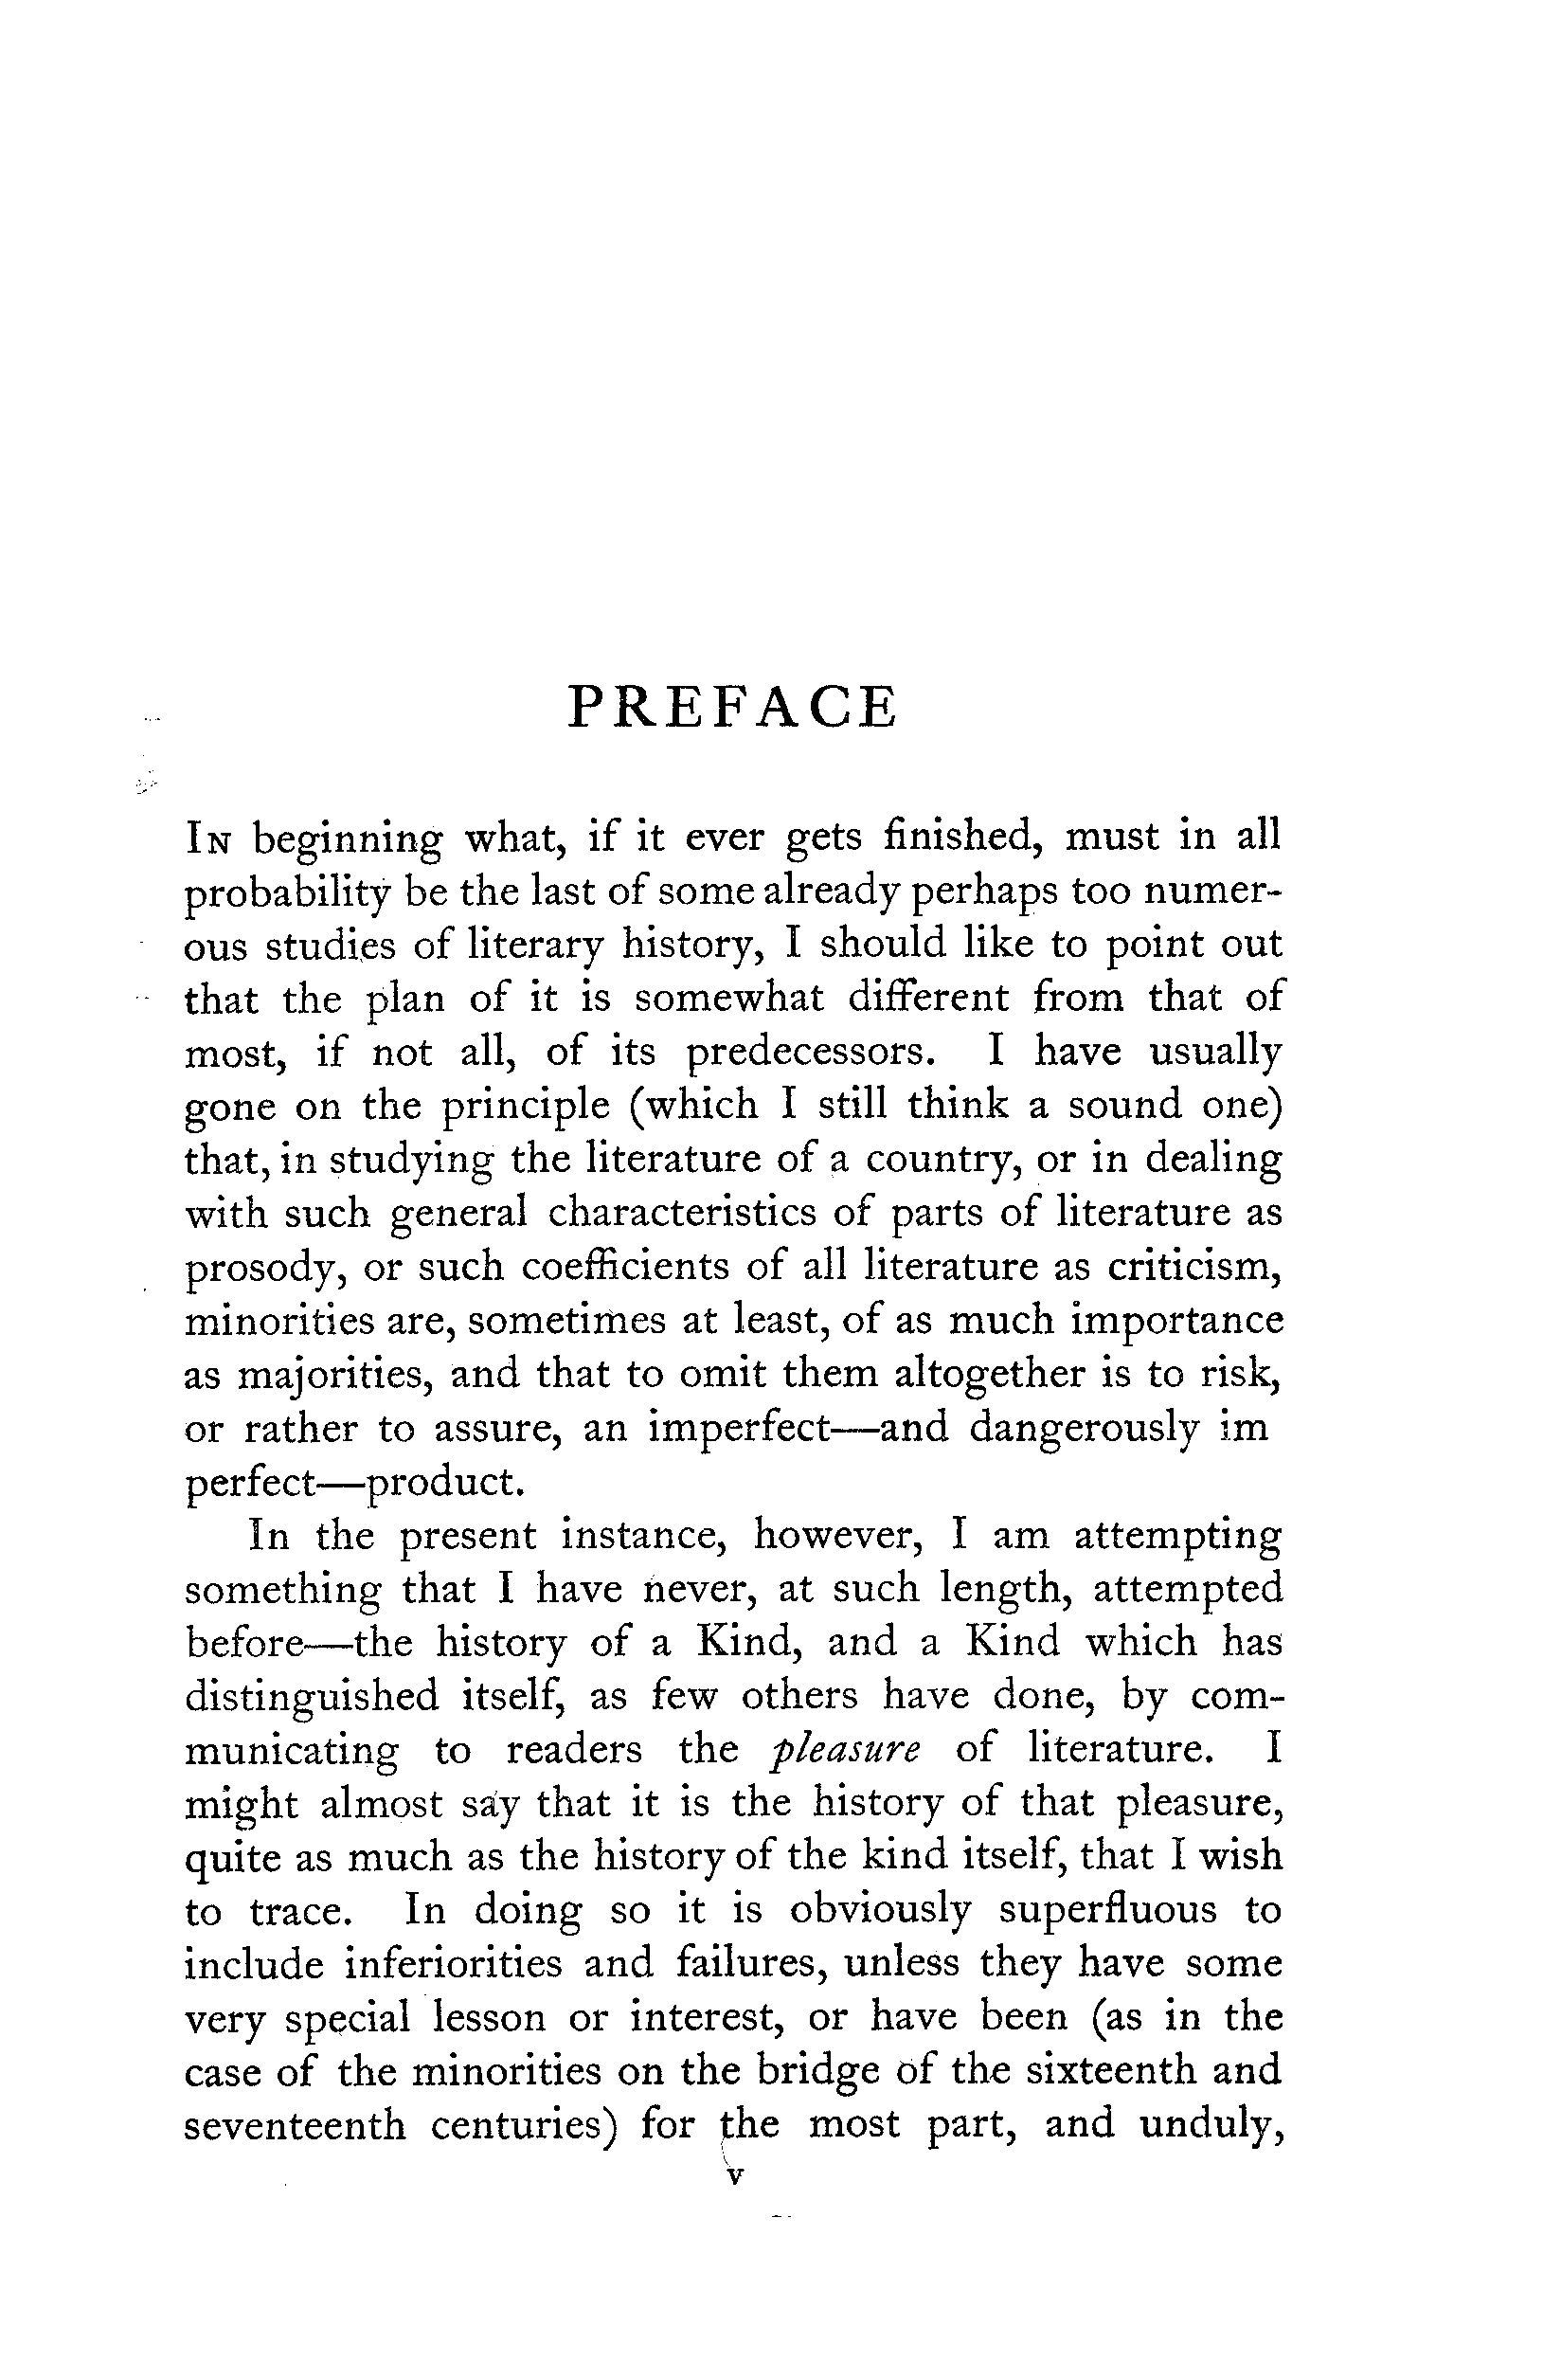 PREFACE
In beginning what, if it ever gets finished, must in all
probability be the last of some already perhaps too numer-
ous studies of literary history, I should like to point out
that the plan of it is somewhat different from that of
most, if not all, of its predecessors. I have usually
gone on the principle (which I still think a sound one)
that, in studying the literature of a country, or in dealing
with such general characteristics of parts of literature as
prosody, or such coefficients of all literature as criticism,
minorities are, sometimes at least, of as much importance
as majorities, and that to omit them altogether is to risk,
or rather to assure, an imperfect—and dangerously im
perfect—product.
In the present instance, however, I am attempting
something that I have never, at such length, attempted
before—the history of a Kind, and a Kind which has
distinguished itself, as few others have done, by com-
municating to readers the pleasure of literature. I
might almost say that it is the history of that pleasure,
quite as much as the history of the kind itself, that I wish
to trace. In doing so it is obviously superfluous to
include inferiorities and failures, unless they have some
very special lesson or interest, or have been (as in the
case of the minorities on the bridge of the sixteenth and
seventeenth centuries) for the most part, and unduly,
v